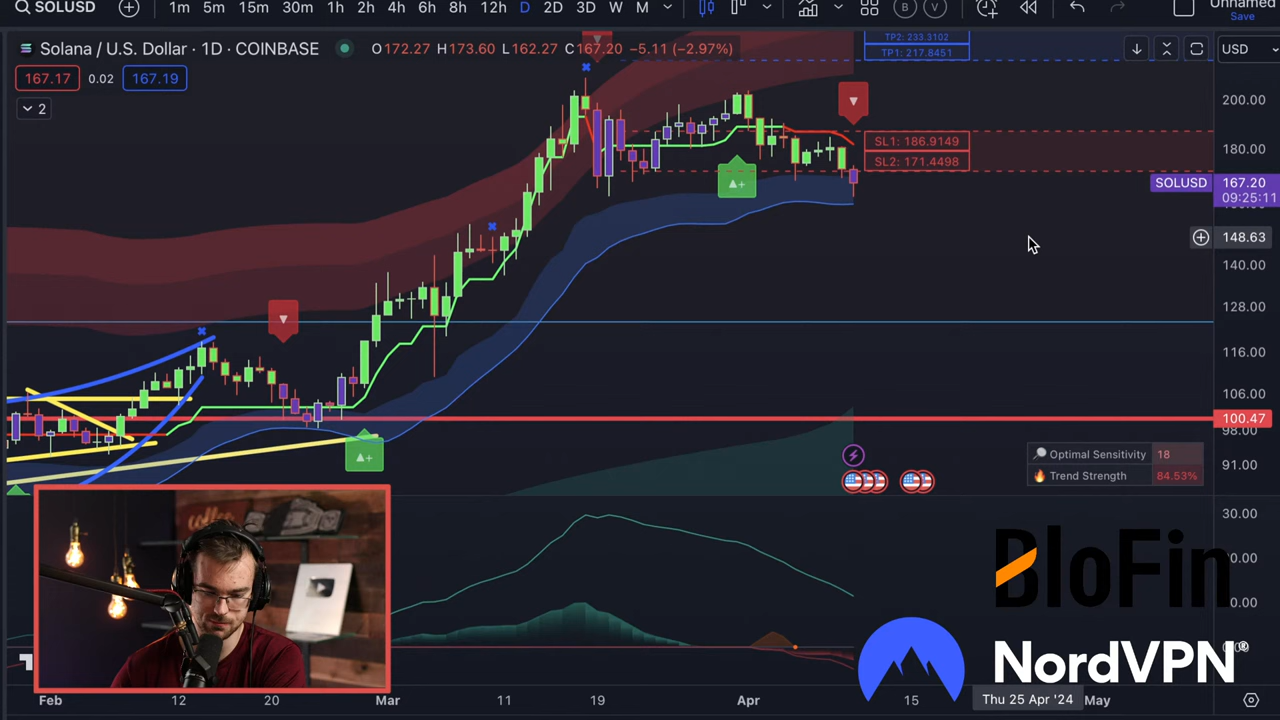 SOLUSD 1m 5m 15m 30m 1h 2h 4h 6h 8h 12h D 2D 3D W M B V Unnamed
Save
Solana / U.S. Dollar · 1D · COINBASE O172.27 H173.60 L162.27 C167.20 −5.11 (−2.97%) USD
167.17 0.02 167.19
2
TP2: 233.3102
TP1: 217.8451
200.00
SL1: 186.9149
180.00
SL2: 171.4498
SOLUSD 167.20
09:25:11
148.63
140.00
128.00
116.00
106.00
100.47
98.00
91.00
Optimal Sensitivity 18
Trend Strength 84.53%
30.00
BloFin
NordVPN®
coffee
Feb 12 20 Mar 11 19 Apr 15 Thu 25 Apr '24 May